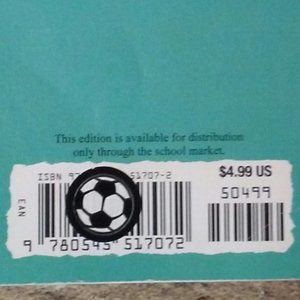 This edition is available for distribution
only through the school market.
ISBN 97 51707-2
$4.99 US
50499
EAN
9 780545 517072